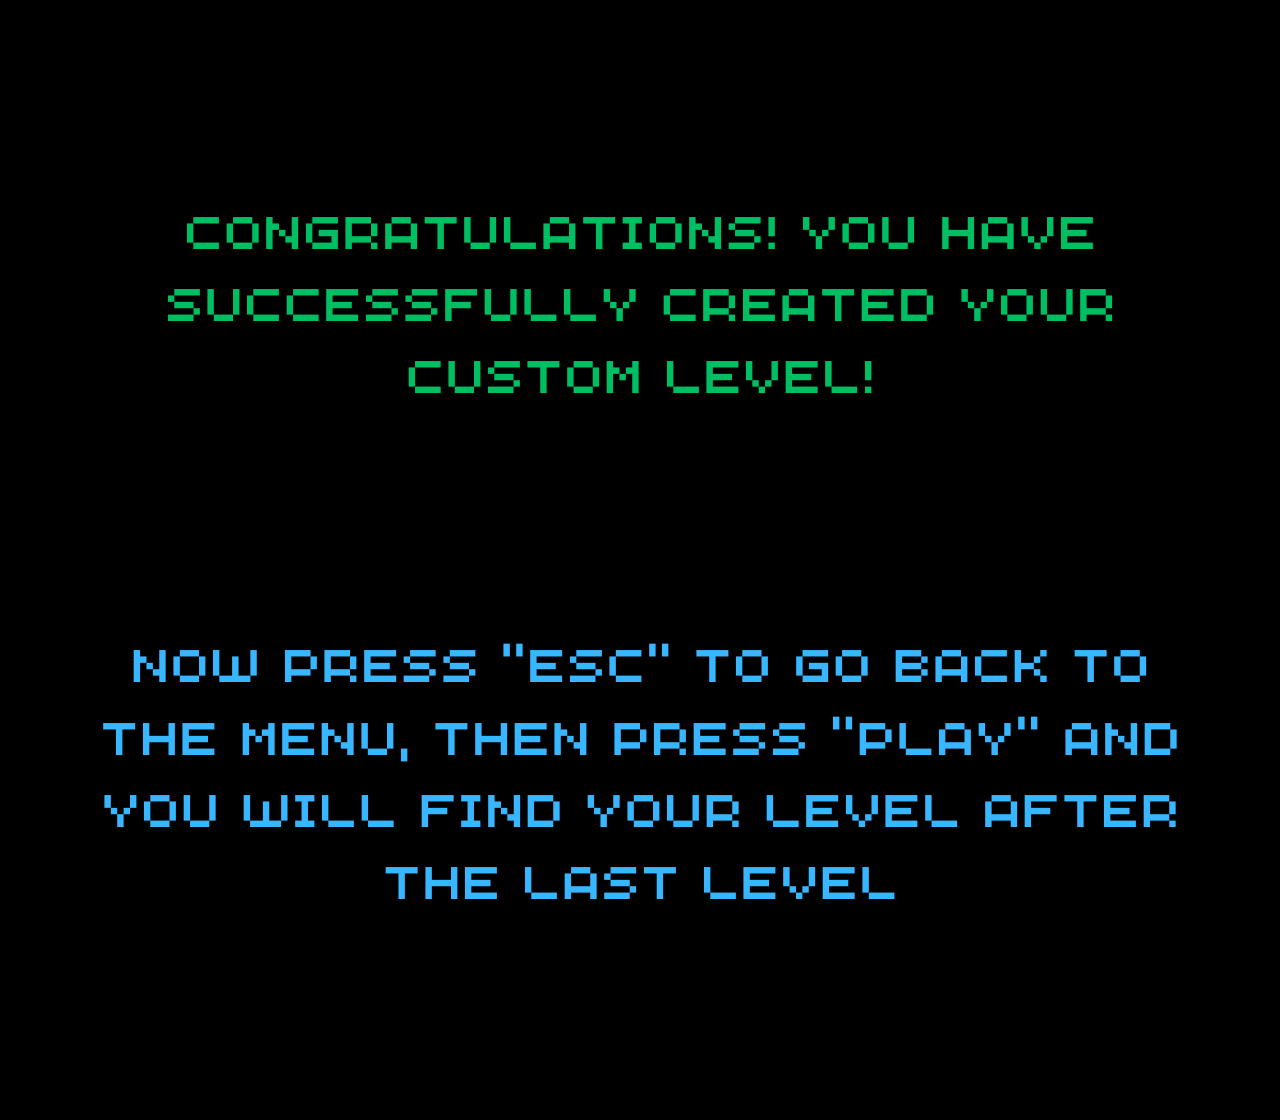 CONGRATULATIONS! YOU HAVE
SUCCESSFULLY CREATED YOUR
CUSTOM LEVEL!
NOW PRESS "ESC" TO GO BACK TO
THE MENU, THEN PRESS "PLAY" AND
YOU WILL FIND YOUR LEVEL AFTER
THE LAST LEVEL